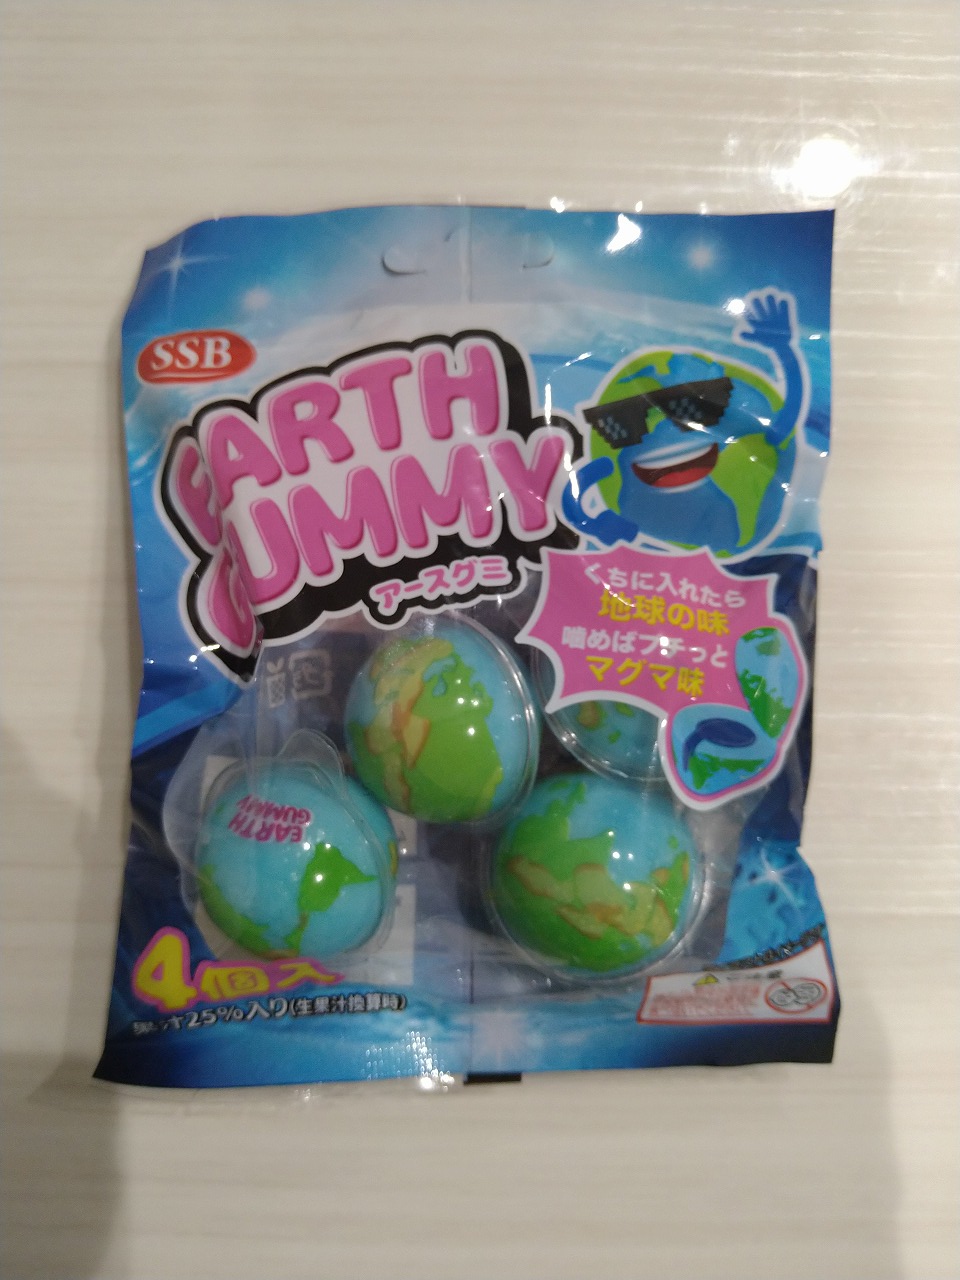 SSB
EARTH
GUMMY
アースグミ
くちに入れたら
地球の味
噛めばプチっと
マグマ味
EARTH
GUMMY
4個入
果汁25%入り(生果汁換算時)